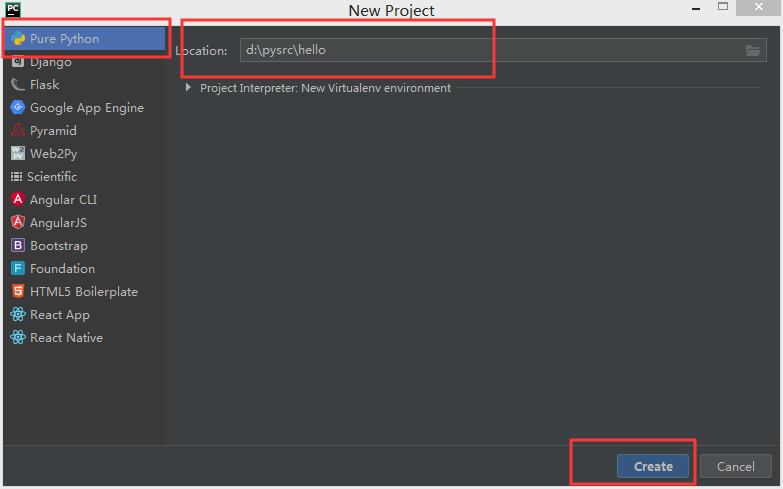 PC
New Project
Pure Python
Location:
d:\pysrc\hello
Django
Project Interpreter: New Virtualenv environment
Flask
Google App Engine
Pyramid
Web2Py
Scientific
Angular CLI
AngularJS
Bootstrap
Foundation
HTML5 Boilerplate
React App
React Native
Create
Cancel